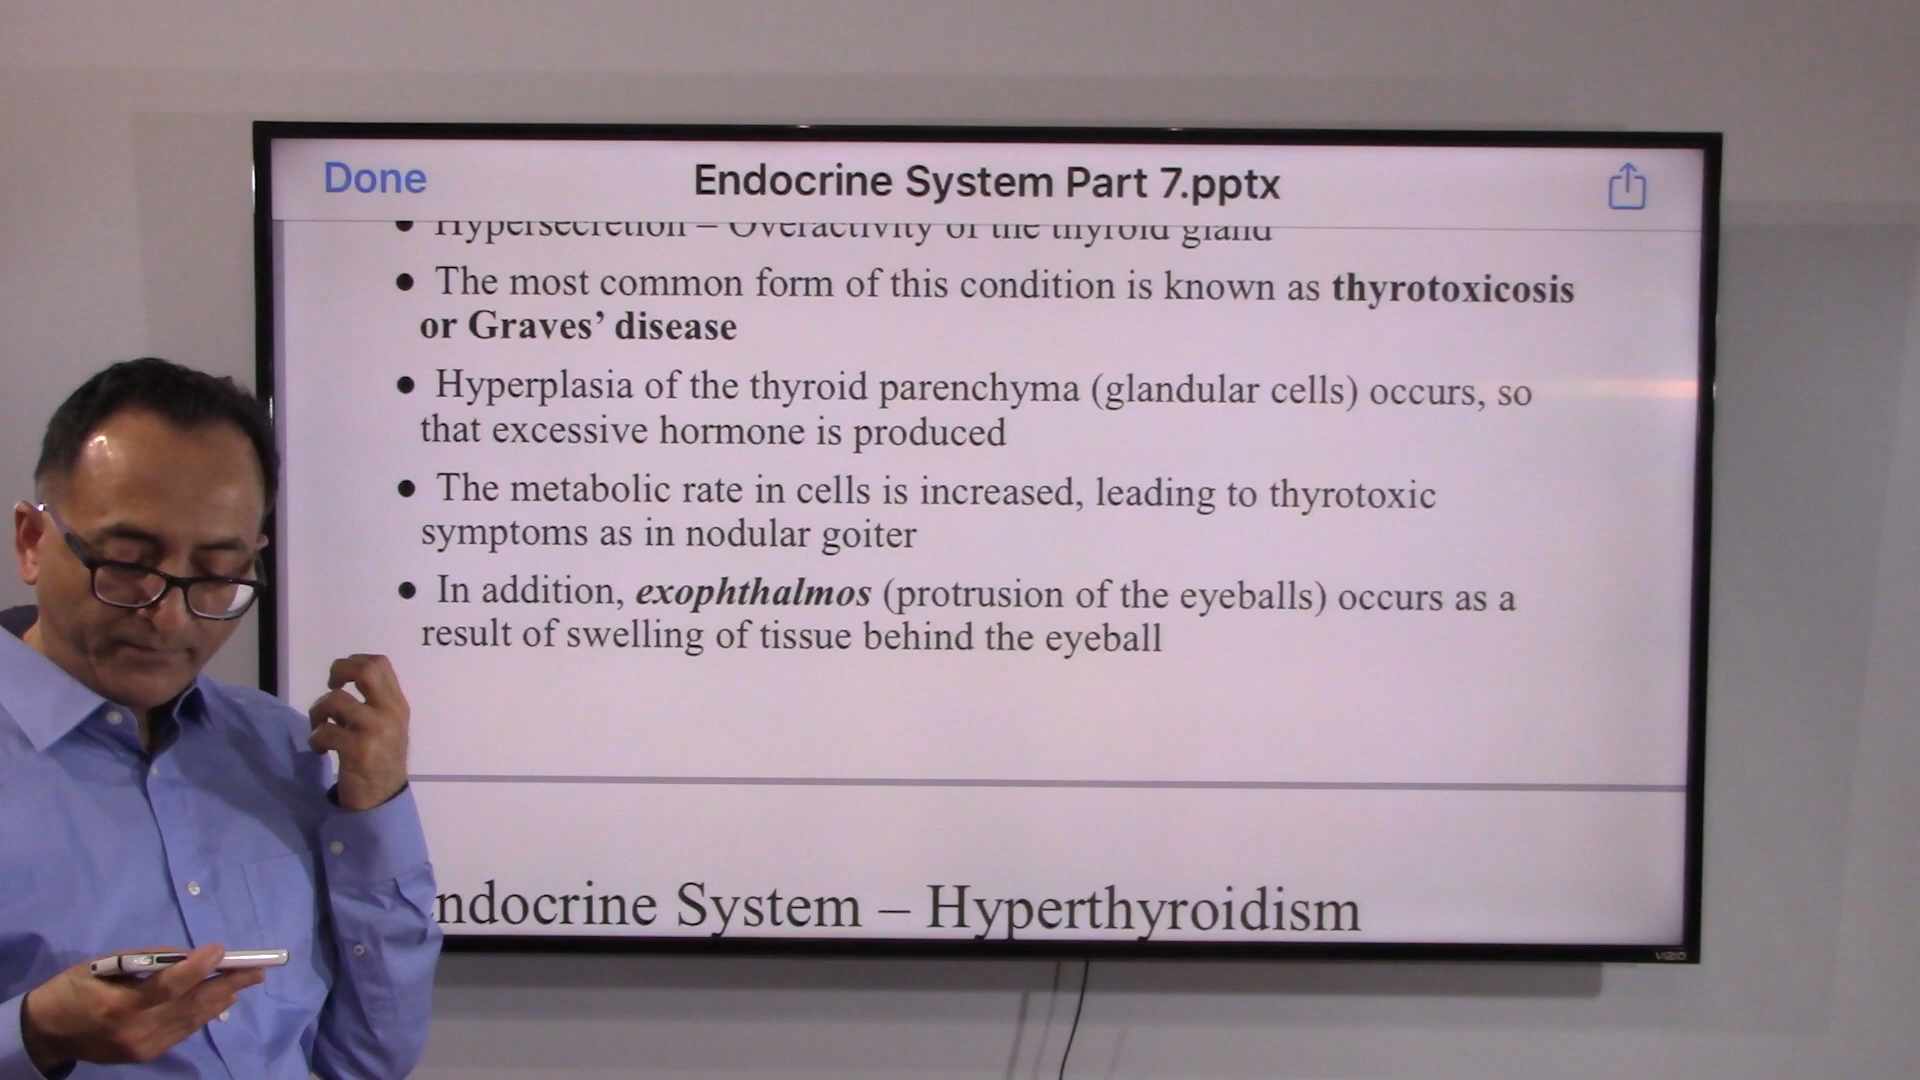 Done
Endocrine System Part 7.pptx
● Hypersecretion – Overactivity of the thyroid gland
● The most common form of this condition is known as thyrotoxicosis
or Graves’ disease
● Hyperplasia of the thyroid parenchyma (glandular cells) occurs, so
that excessive hormone is produced
● The metabolic rate in cells is increased, leading to thyrotoxic
symptoms as in nodular goiter
● In addition, exophthalmos (protrusion of the eyeballs) occurs as a
result of swelling of tissue behind the eyeball
ndocrine System – Hyperthyroidism
VIZIO